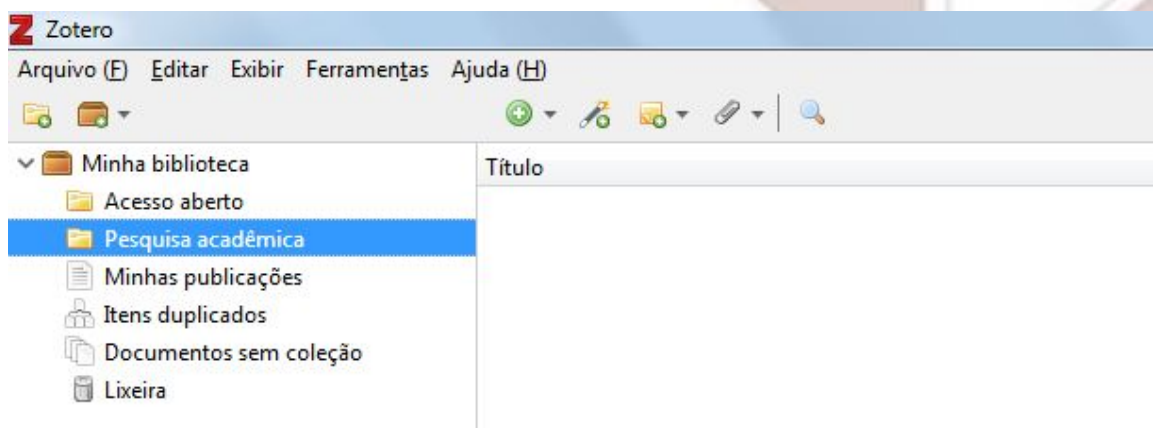 Zotero
Arquivo (F) Editar Exibir Ferramentas Ajuda (H)
Minha biblioteca
Título
Acesso aberto
Pesquisa acadêmica
Minhas publicações
Itens duplicados
Documentos sem coleção
Lixeira